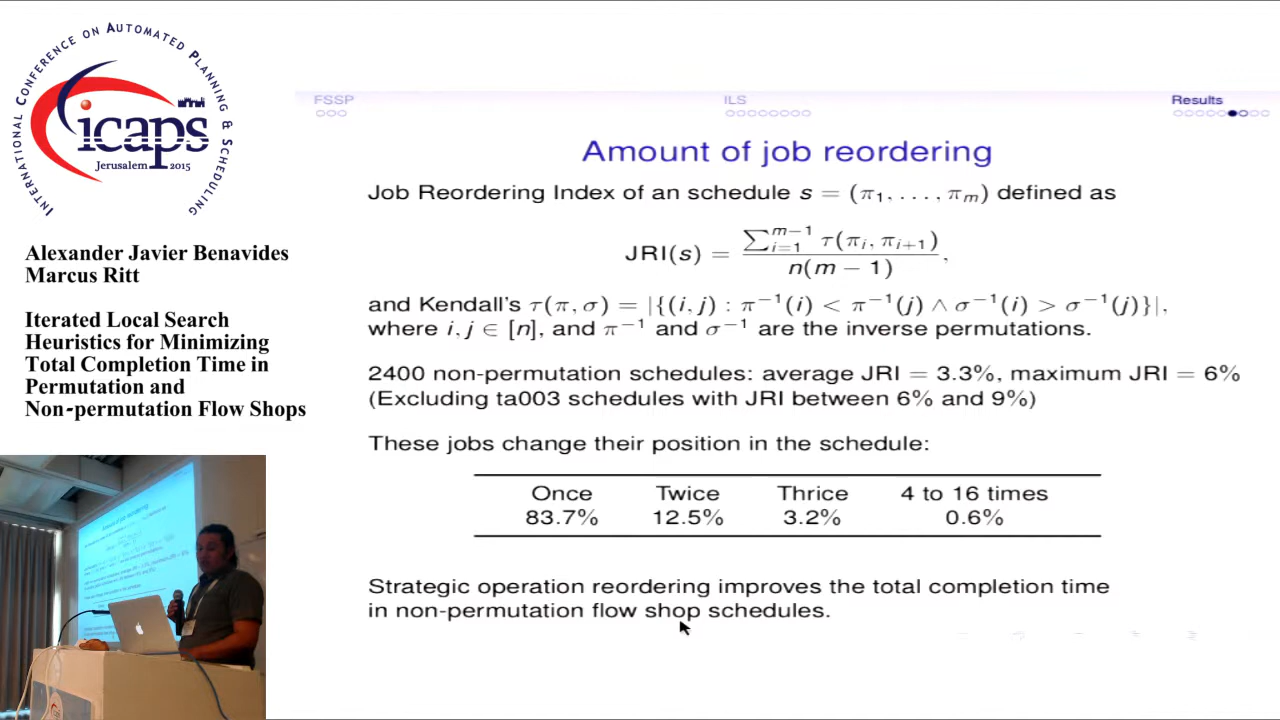 INTERNATIONAL CONFERENCE ON AUTOMATED PLANNING & SCHEDULING
icaps
Jerusalem 2015
Alexander Javier Benavides
Marcus Ritt
Iterated Local Search
Heuristics for Minimizing
Total Completion Time in
Permutation and
Non-permutation Flow Shops
FSSP ILS Results
Amount of job reordering
Job Reordering Index of an schedule s = (π₁, . . . , πₘ) defined as
JRI(s) = ∑_{i=1}^{m−1} τ(π_i, π_{i+1}) / n(m − 1),
and Kendall's τ(π, σ) = |{(i, j) : π⁻¹(i) < π⁻¹(j) ∧ σ⁻¹(i) > σ⁻¹(j)}|,
where i, j ∈ [n], and π⁻¹ and σ⁻¹ are the inverse permutations.
2400 non-permutation schedules: average JRI = 3.3%, maximum JRI = 6%
(Excluding ta003 schedules with JRI between 6% and 9%)
These jobs change their position in the schedule:
Once Twice Thrice 4 to 16 times
83.7% 12.5% 3.2% 0.6%
Strategic operation reordering improves the total completion time
in non-permutation flow shop schedules.
Amount of job reordering